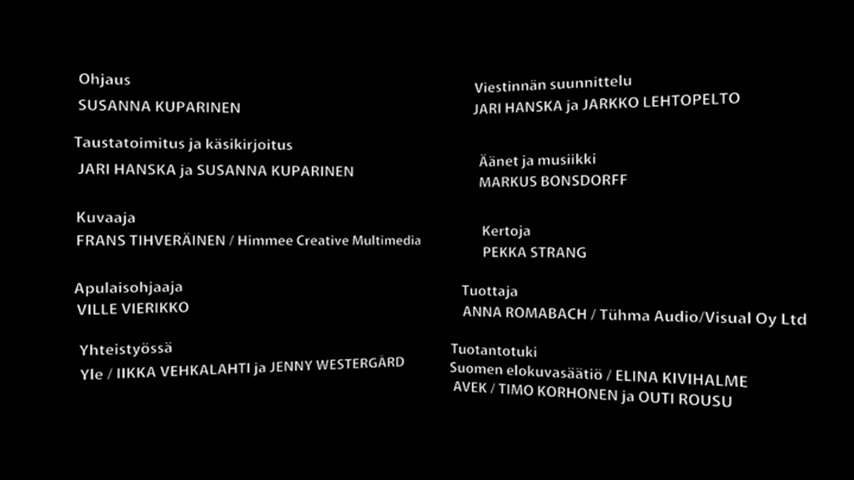 Ohjaus
SUSANNA KUPARINEN
Taustatoimitus ja käsikirjoitus
JARI HANSKA ja SUSANNA KUPARINEN
Kuvaaja
FRANS TIHVERÄINEN / Himmee Creative Multimedia
Apulaisohjaaja
VILLE VIERIKKO
Yhteistyössä
Yle / IIKKA VEHKALAHTI ja JENNY WESTERGÅRD
Viestinnän suunnittelu
JARI HANSKA ja JARKKO LEHTOPELTO
Äänet ja musiikki
MARKUS BONSDORFF
Kertoja
PEKKA STRANG
Tuottaja
ANNA ROMABACH / Tühma Audio/Visual Oy Ltd
Tuotantotuki
Suomen elokuvasäätiö / ELINA KIVIHALME
AVEK / TIMO KORHONEN ja OUTI ROUSU